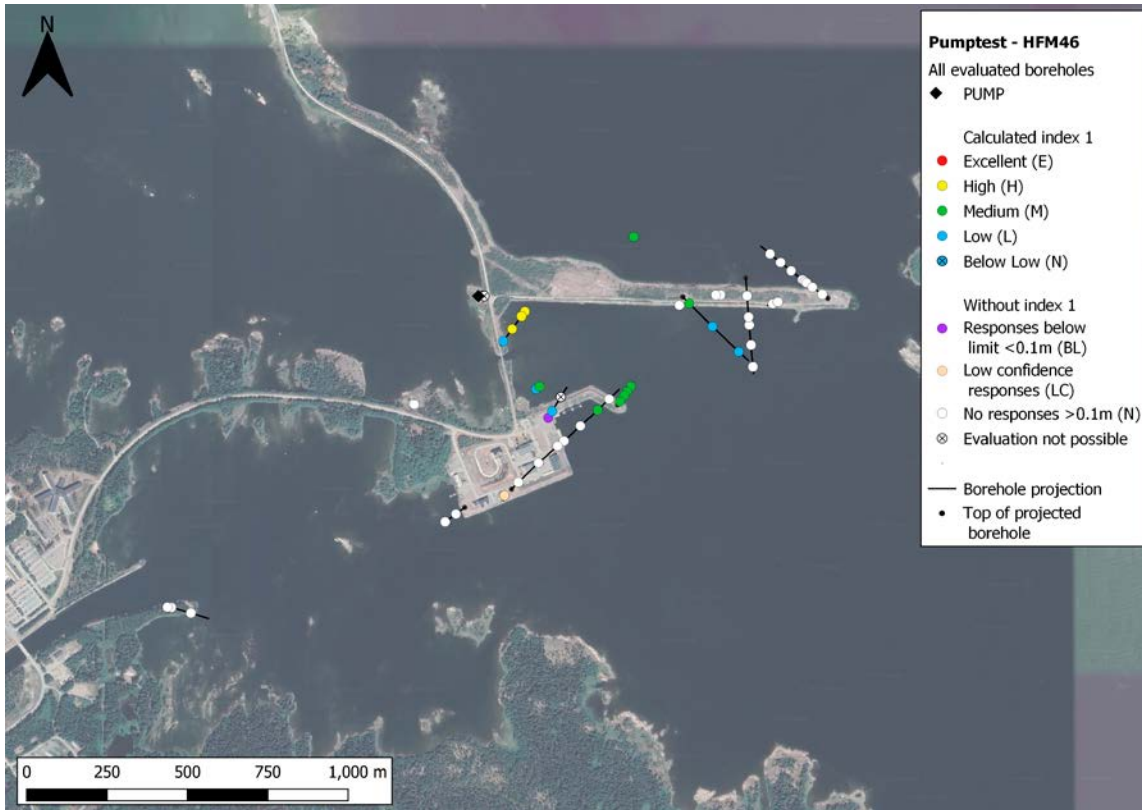 N
Pumptest - HFM46
All evaluated boreholes
PUMP
Calculated index 1
Excellent (E)
High (H)
Medium (M)
Low (L)
Below Low (N)
Without index 1
Responses below
limit <0.1m (BL)
Low confidence
responses (LC)
No responses >0.1m (N)
Evaluation not possible
Borehole projection
Top of projected
borehole
0 250 500 750 1,000 m